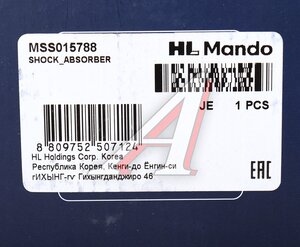 MSS015788
SHOCK_ABSORBER
HL Mando
JE 1 PCS
8 809752 507124
HL Holdings Corp. Korea
Республика Корея, Кенги-до Ёнгин-си
гИХЫНГ-гу Гихынгданджиро 46
EAC